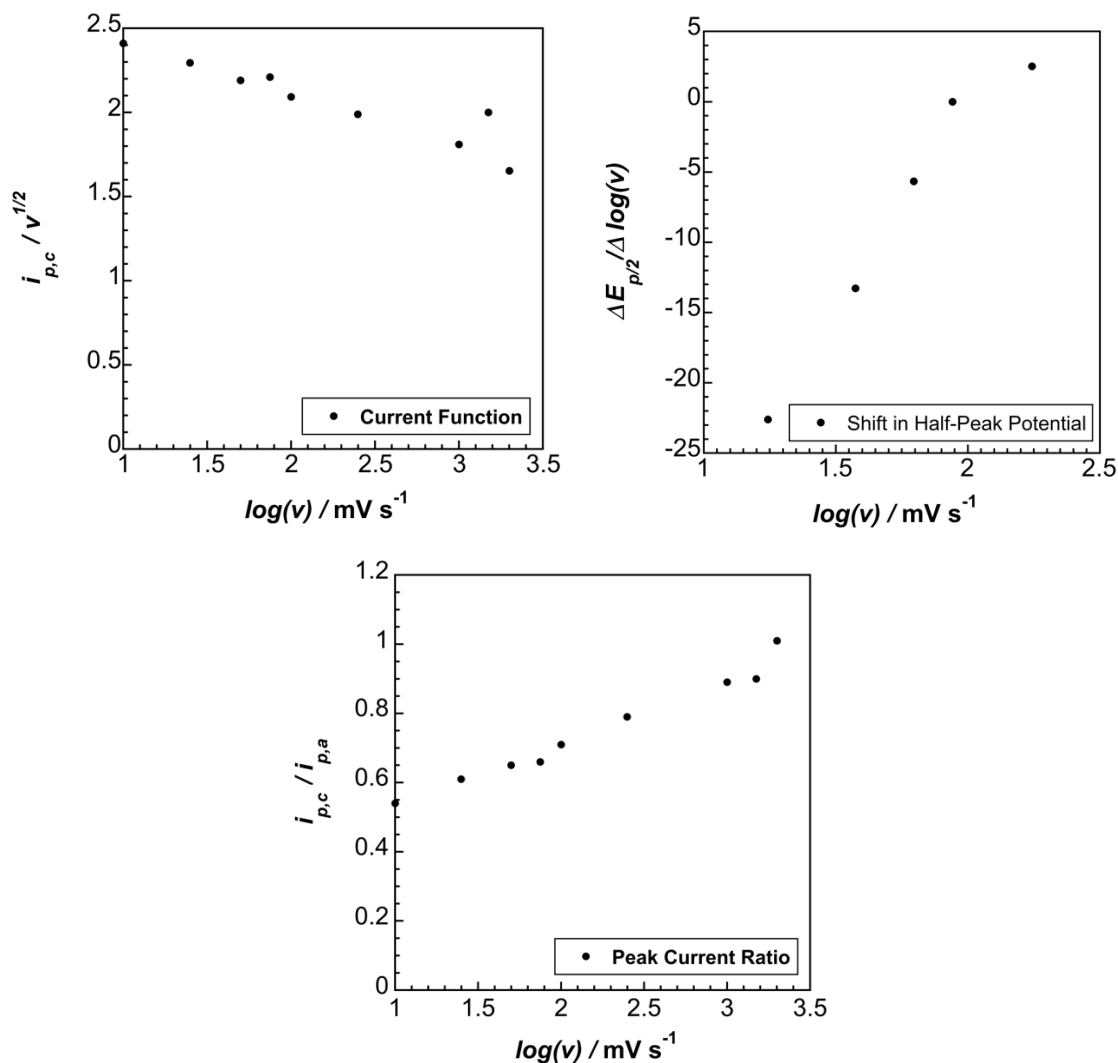 2.5
2
1.5
1
0.5
0
i p,c / v 1/2
Current Function
1 1.5 2 2.5 3 3.5
log(v) / mV s-1
5
0
-5
-10
-15
-20
-25
ΔE p/2 /Δ log(v)
Shift in Half-Peak Potential
1 1.5 2 2.5
log(v) / mV s-1
1.2
1
0.8
0.6
0.4
0.2
0
i p,c / i p,a
Peak Current Ratio
1 1.5 2 2.5 3 3.5
log(v) / mV s-1